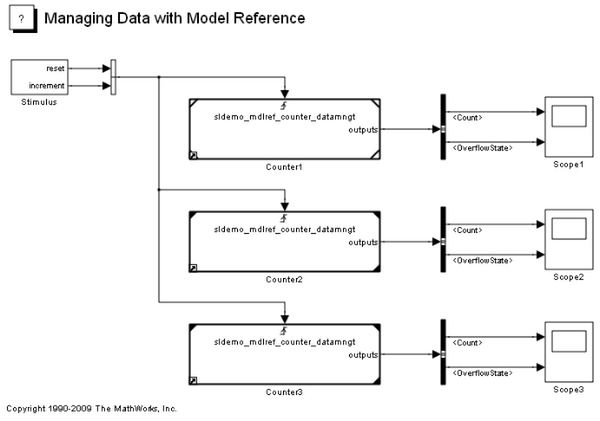 ? Managing Data with Model Reference
reset
increment
Stimulus
sldemo_mdlref_counter_datamngt
outputs
Counter1
<Count>
<OverflowState>
Scope1
sldemo_mdlref_counter_datamngt
outputs
Counter2
<Count>
<OverflowState>
Scope2
sldemo_mdlref_counter_datamngt
outputs
Counter3
<Count>
<OverflowState>
Scope3
Copyright 1990-2009 The MathWorks, Inc.